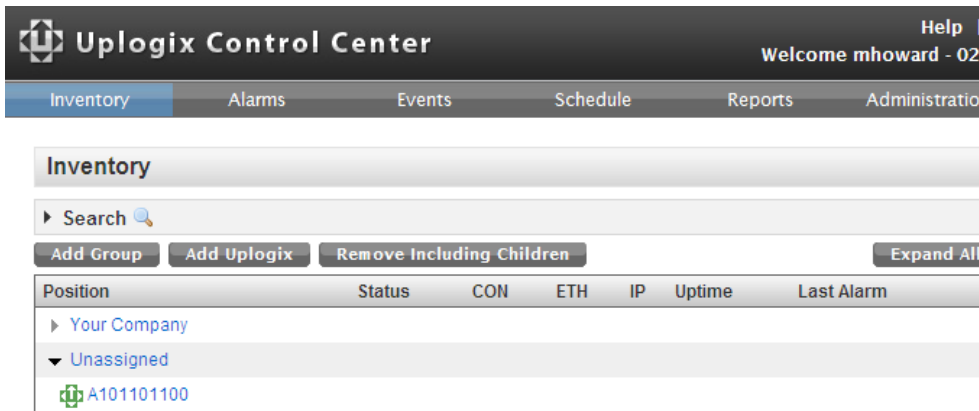 Uplogix Control Center
Help |
Welcome mhoward - 02
Inventory Alarms Events Schedule Reports Administratio
Inventory
Search
Add Group Add Uplogix Remove Including Children Expand All
Position Status CON ETH IP Uptime Last Alarm
Your Company
Unassigned
A101101100